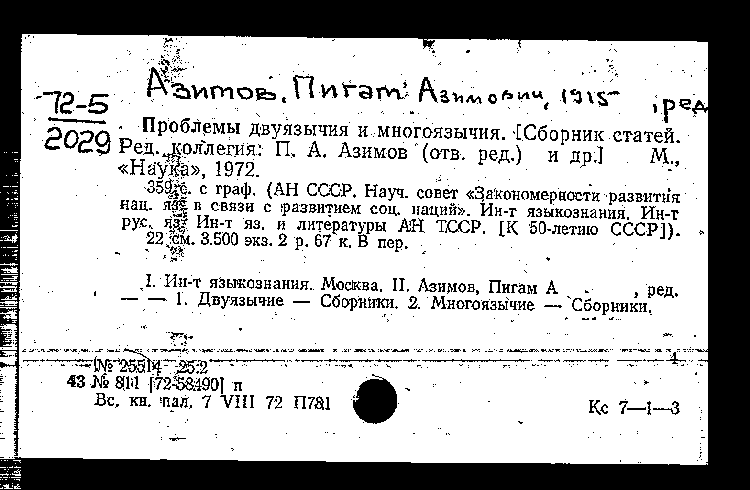 Азимов, Пигам Азимович, 1915- , ред.
72-5
2029
Проблемы двуязычия и многоязычия. [Сборник статей.
Ред. коллегия: П. А. Азимов (отв. ред.) и др.] М.,
«Наука», 1972.
359 с. с граф. (АН СССР. Науч. совет «Закономерности развития
нац. яз. в связи с развитием соц. наций». Ин-т языкознания. Ин-т
рус. яз. Ин-т яз. и литературы АН ТССР. [К 50-летию СССР]).
22 см. 3.500 экз. 2 р. 67 к. В пер.
I. Ин-т языкознания. Москва. II. Азимов, Пигам А , ред.
— — 1. Двуязычие — Сборники. 2. Многоязычие — Сборники.
1
№ 25514 25.2
43 № 811 [72-58490] п
Вс. кн. пал. 7 VIII 72 П781
Кс 7—1—3